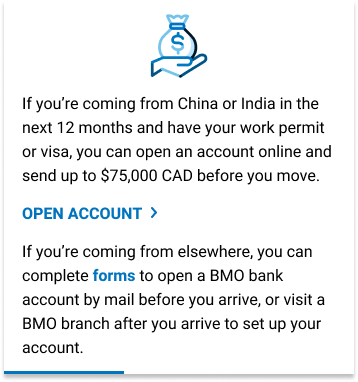 If you’re coming from China or India in the
next 12 months and have your work permit
or visa, you can open an account online and
send up to $75,000 CAD before you move.
OPEN ACCOUNT >
If you’re coming from elsewhere, you can
complete forms to open a BMO bank
account by mail before you arrive, or visit a
BMO branch after you arrive to set up your
account.